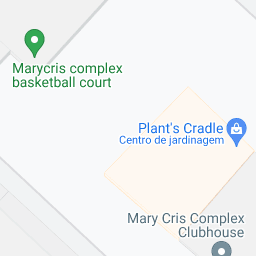 Marycris complex
basketball court
Plant's Cradle
Centro de jardinagem
Mary Cris Complex
Clubhouse